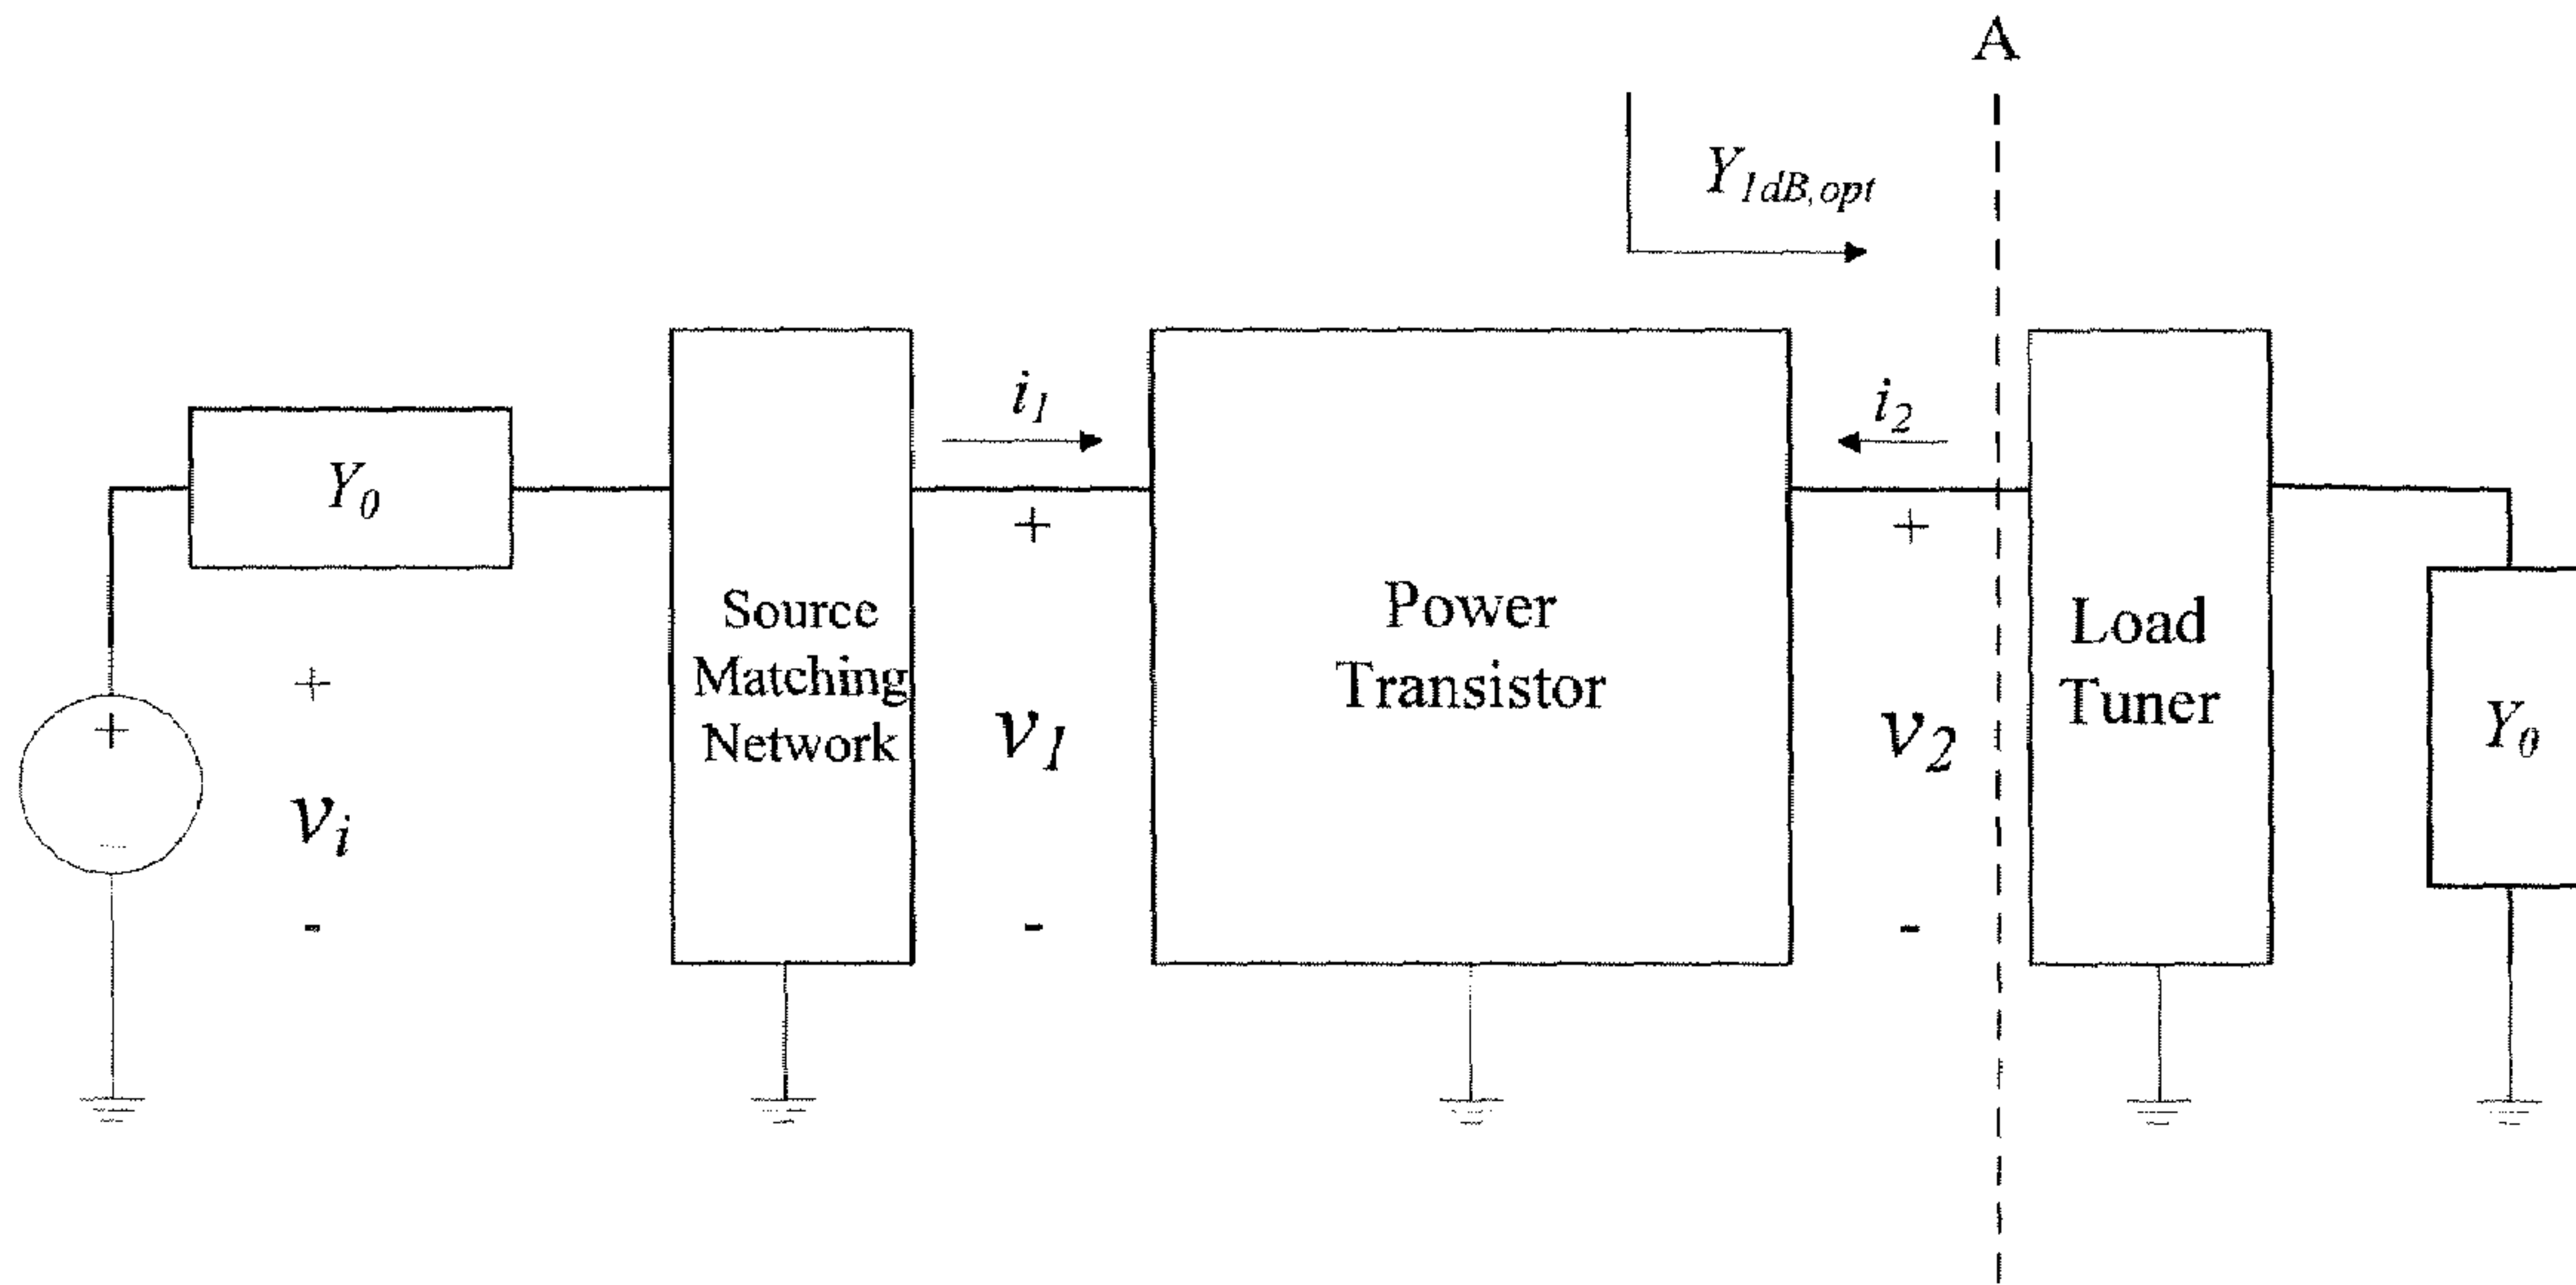 A
Y1dB,opt
i1
i2
Y0
+
+
Source
Matching
Network
Power
Transistor
Load
Tuner
+
+
v1
v2
Y0
vi
-
-
-
-